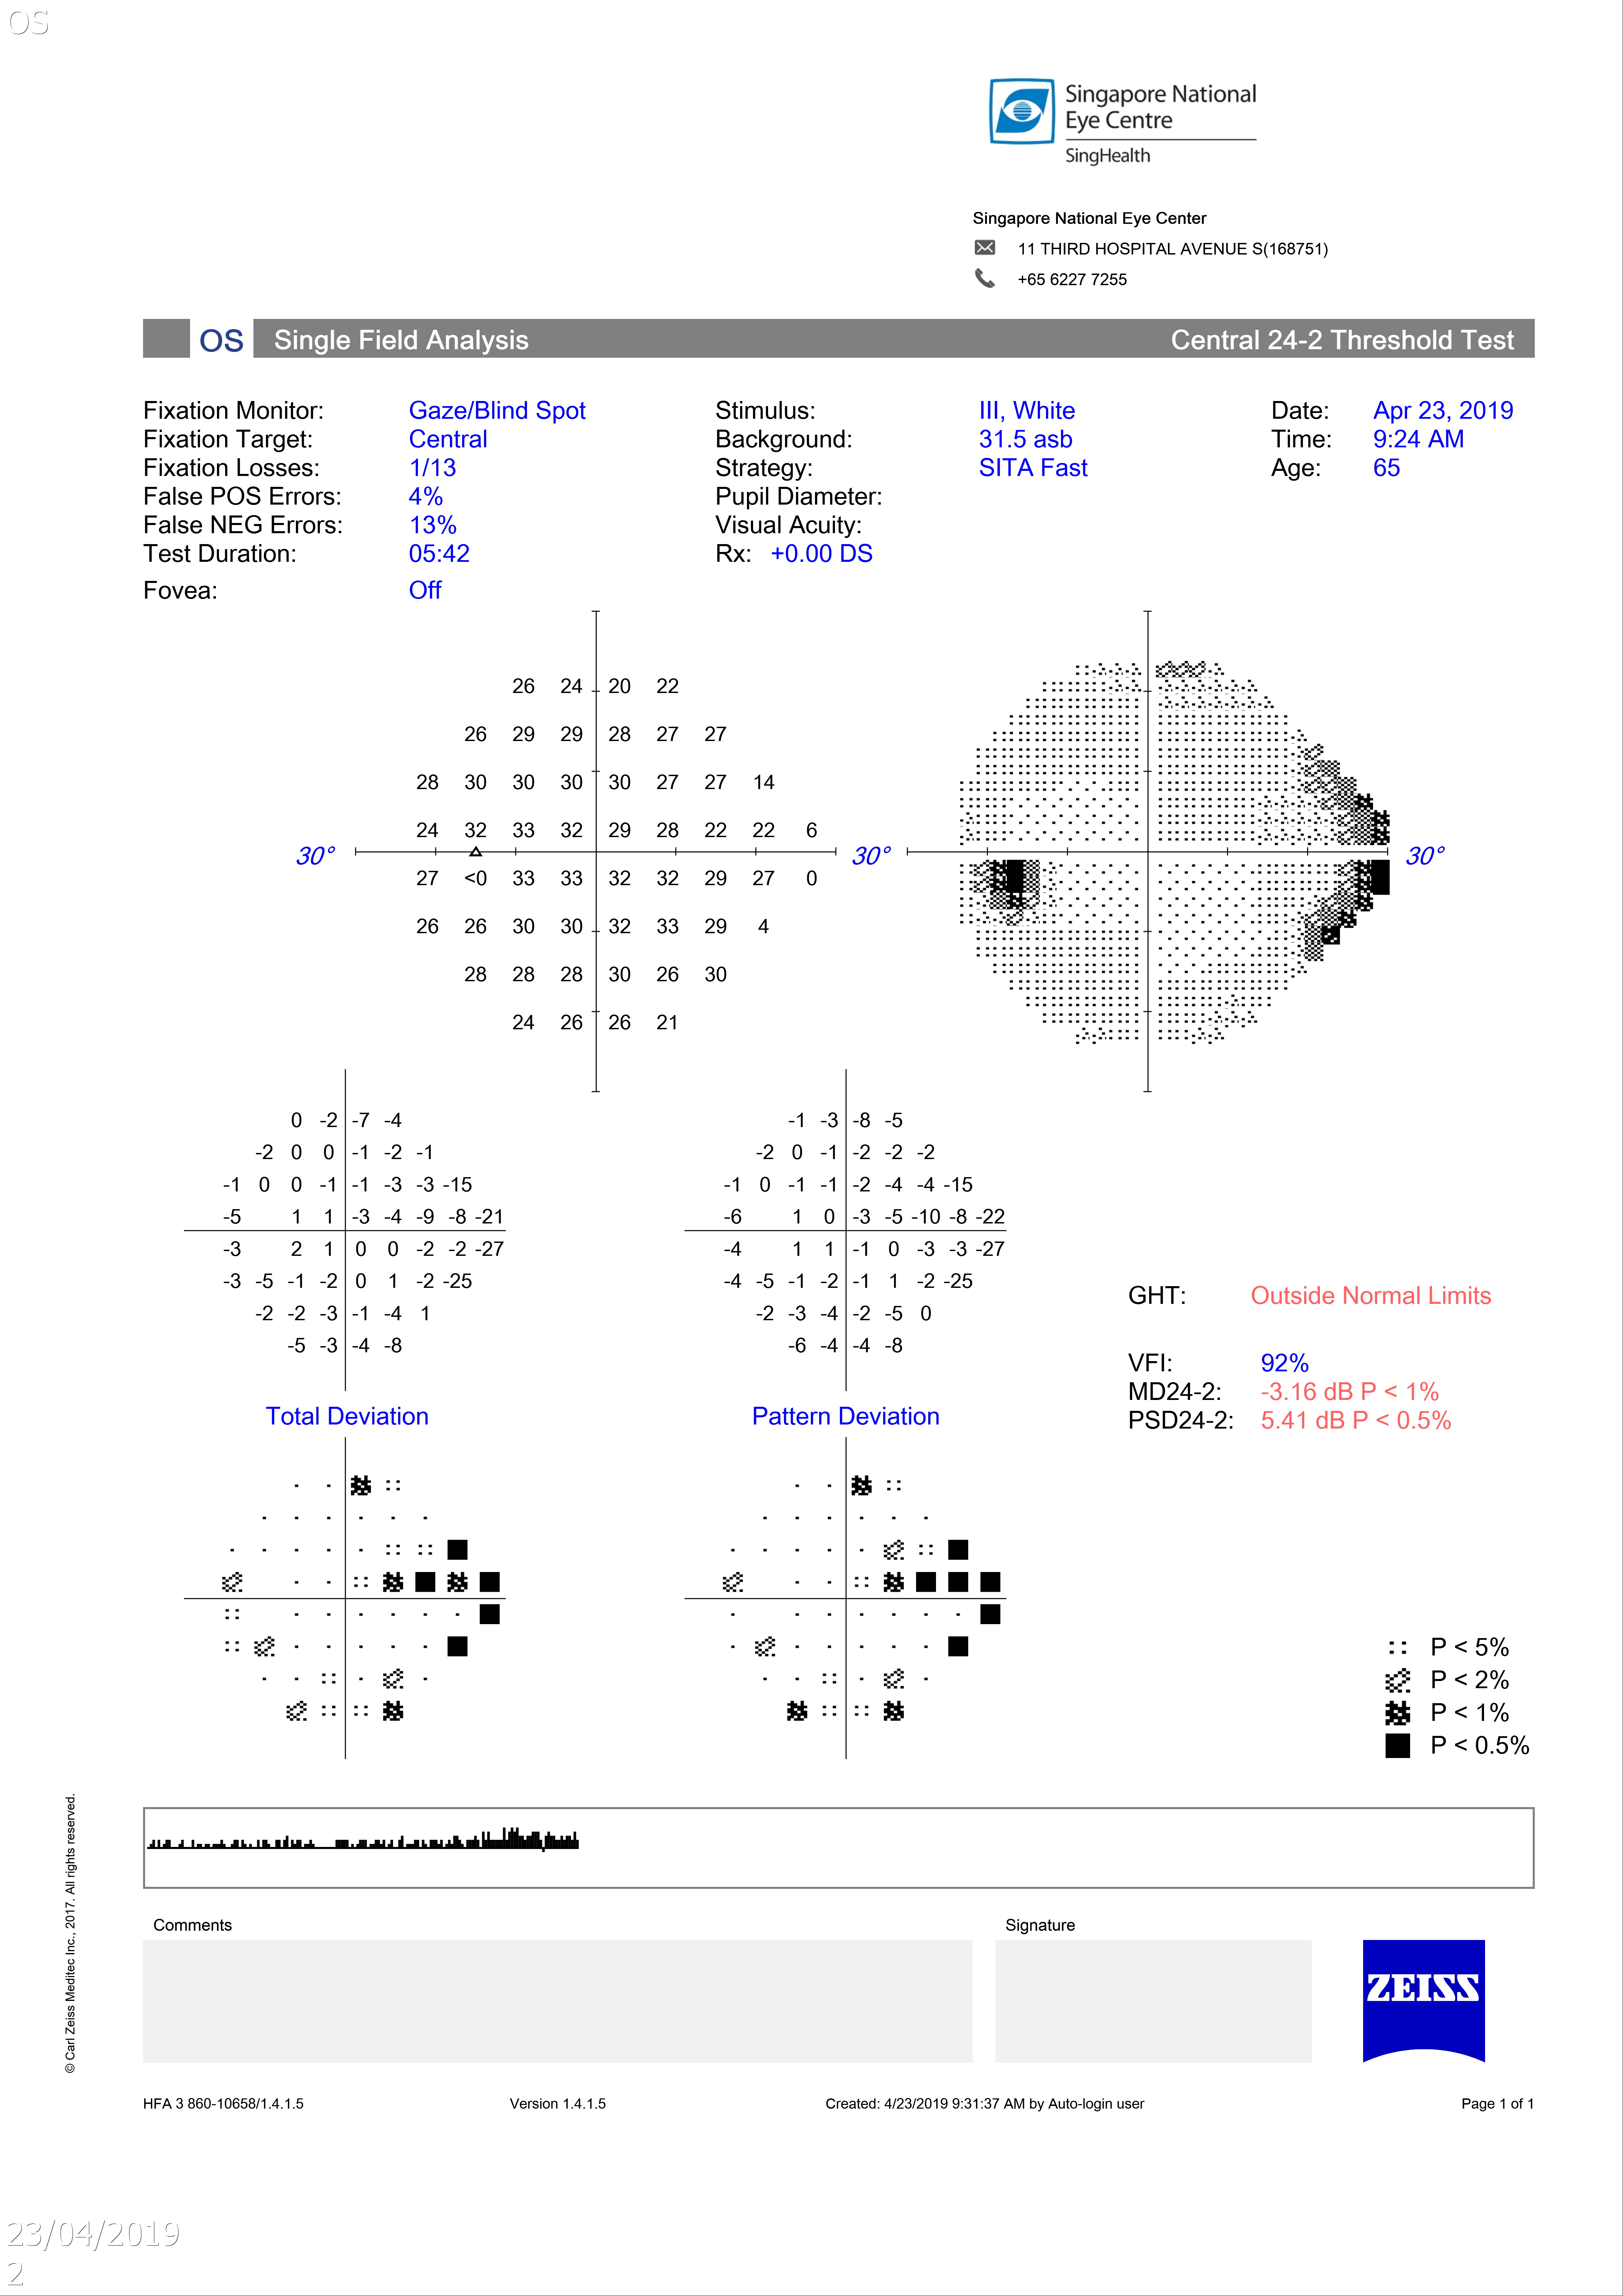 OS
Singapore National
Eye Centre
SingHealth
Singapore National Eye Center
11 THIRD HOSPITAL AVENUE S(168751)
+65 6227 7255
OS Single Field Analysis Central 24-2 Threshold Test
Fixation Monitor: Gaze/Blind Spot Stimulus: III, White Date: Apr 23, 2019
Fixation Target: Central Background: 31.5 asb Time: 9:24 AM
Fixation Losses: 1/13 Strategy: SITA Fast Age: 65
False POS Errors: 4% Pupil Diameter:
False NEG Errors: 13% Visual Acuity:
Test Duration: 05:42 Rx: +0.00 DS
Fovea: Off
26 24 20 22
26 29 29 28 27 27
28 30 30 30 30 27 27 14
24 32 33 32 29 28 22 22 6
30° 30° 30°
27 <0 33 33 32 32 29 27 0
26 26 30 30 32 33 29 4
28 28 28 30 26 30
24 26 26 21
0 -2 -7 -4 -1 -3 -8 -5
-2 0 0 -1 -2 -1 -2 0 -1 -2 -2 -2
-1 0 0 -1 -1 -3 -3 -15 -1 0 -1 -1 -2 -4 -4 -15
-5 1 1 -3 -4 -9 -8 -21 -6 1 0 -3 -5 -10 -8 -22
-3 2 1 0 0 -2 -2 -27 -4 1 1 -1 0 -3 -3 -27
-3 -5 -1 -2 0 1 -2 -25 -4 -5 -1 -2 -1 1 -2 -25
-2 -2 -3 -1 -4 1 -2 -3 -4 -2 -5 0
-5 -3 -4 -8 -6 -4 -4 -8
GHT: Outside Normal Limits
VFI: 92%
MD24-2: -3.16 dB P < 1%
PSD24-2: 5.41 dB P < 0.5%
Total Deviation Pattern Deviation
P < 5%
P < 2%
P < 1%
P < 0.5%
© Carl Zeiss Meditec Inc., 2017. All rights reserved.
Comments Signature
ZEISS
HFA 3 860-10658/1.4.1.5 Version 1.4.1.5 Created: 4/23/2019 9:31:37 AM by Auto-login user Page 1 of 1
23/04/2019
2